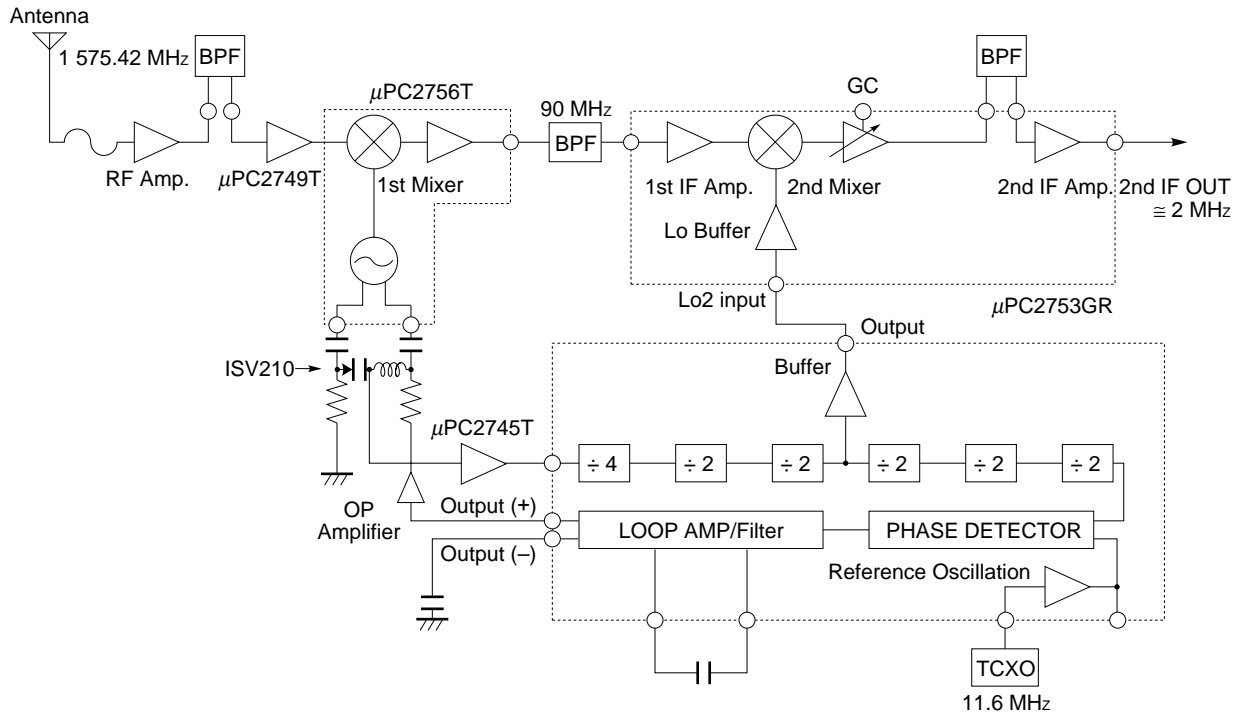 Antenna
1 575.42 MHz
BPF
BPF
μPC2756T
90 MHz
GC
BPF
RF Amp.
μPC2749T
1st Mixer
1st IF Amp.
2nd Mixer
2nd IF Amp.
2nd IF OUT
≅ 2 MHz
Lo Buffer
Lo2 input
μPC2753GR
Output
ISV210
Buffer
μPC2745T
÷ 4
÷ 2
÷ 2
÷ 2
÷ 2
÷ 2
OP
Amplifier
Output (+)
LOOP AMP/Filter
PHASE DETECTOR
Output (–)
Reference Oscillation
TCXO
11.6 MHz